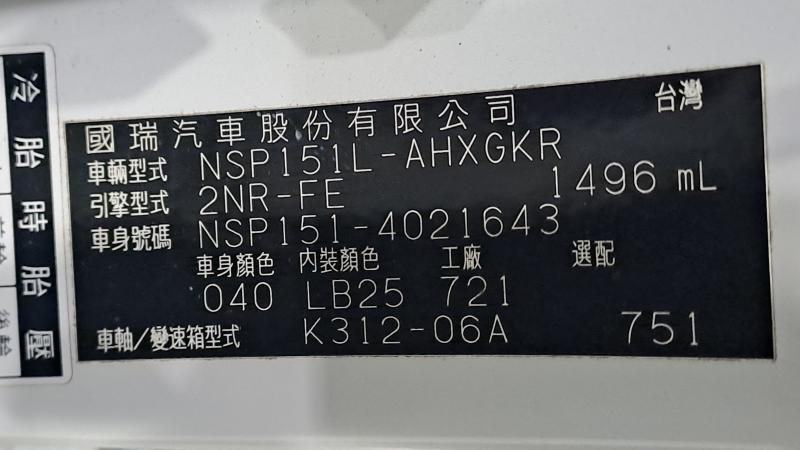 國瑞汽車股份有限公司 台灣
車輛型式 NSP151L-AHXGKR
引擎型式 2NR-FE 1496 mL
車身號碼 NSP151-4021643
車身顏色 內裝顏色 工廠 選配
040 LB25 721
車軸/變速箱型式 K312-06A 751
冷胎時胎壓
後輪